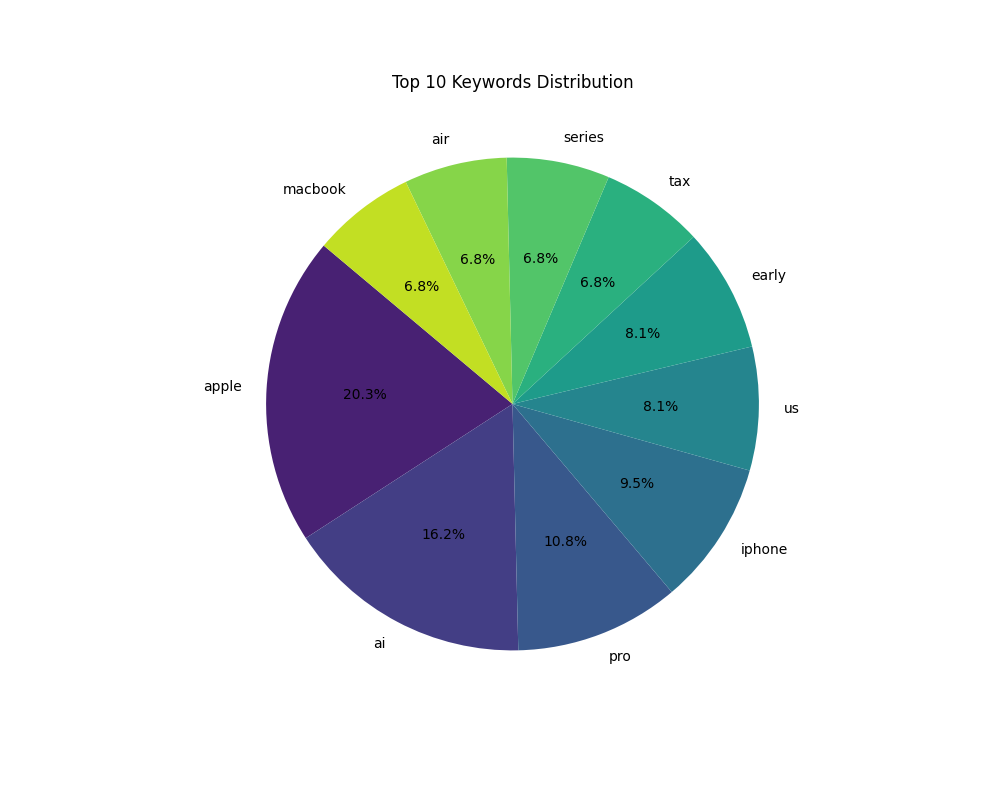 Top 10 Keywords Distribution
series
air
tax
macbook
6.8%
6.8%
early
6.8%
6.8%
8.1%
apple
20.3%
8.1%
us
9.5%
16.2%
10.8%
iphone
ai
pro